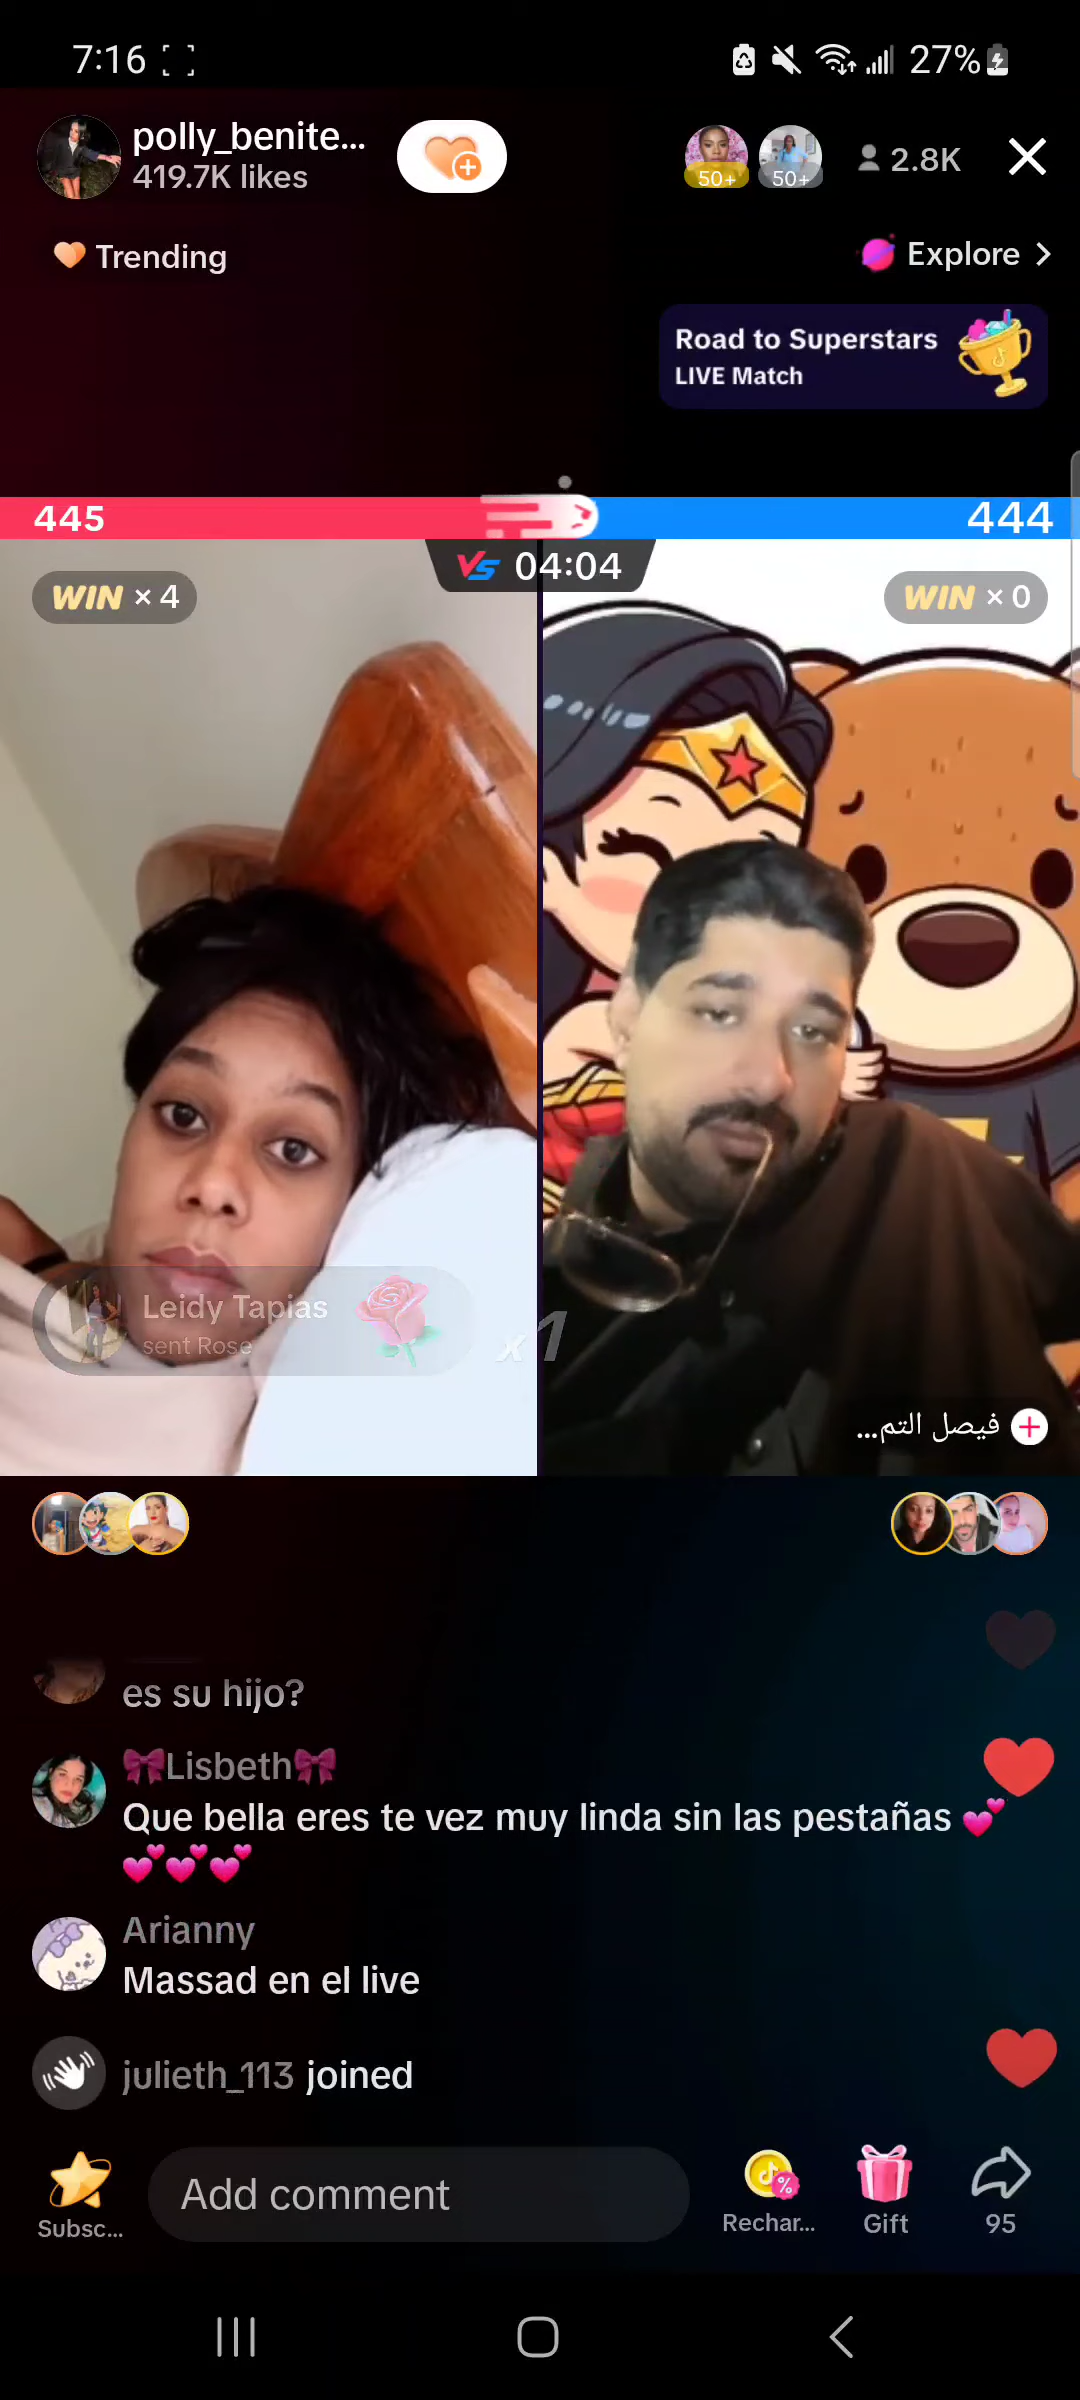 7:16
27%
polly_benite...
419.7K likes
50+
50+
2.8K
Trending
Explore
Road to Superstars
LIVE Match
445
444
VS 04:04
WIN × 4
WIN × 0
Leidy Tapias
sent Rose
x1
فيصل التم...
es su hijo?
🎀Lisbeth🎀
Que bella eres te vez muy linda sin las pestañas 💕
💕💕💕
Arianny
Massad en el live
julieth_113 joined
Subsc...
Add comment
Rechar...
Gift
95